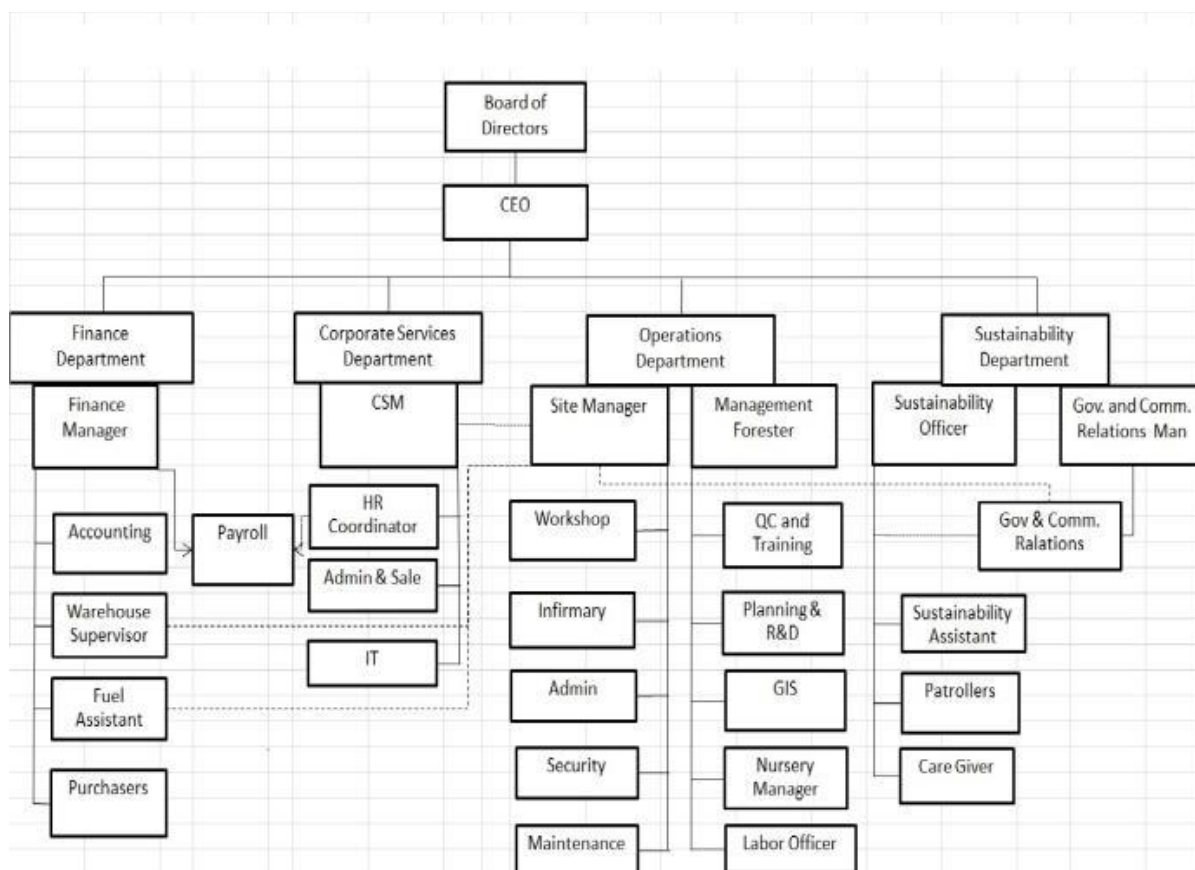 Board of
Directors
CEO
Finance
Department
Corporate Services
Department
Operations
Department
Sustainability
Department
Finance
Manager
CSM
Site Manager
Management
Forester
Sustainability
Officer
Gov. and Comm.
Relations Man
Accounting
Payroll
HR
Coordinator
Workshop
QC and
Training
Gov & Comm.
Ralations
Warehouse
Supervisor
Admin & Sale
Infirmary
Planning &
R&D
Sustainability
Assistant
Fuel
Assistant
IT
Admin
GIS
Patrollers
Purchasers
Security
Nursery
Manager
Care Giver
Maintenance
Labor Officer